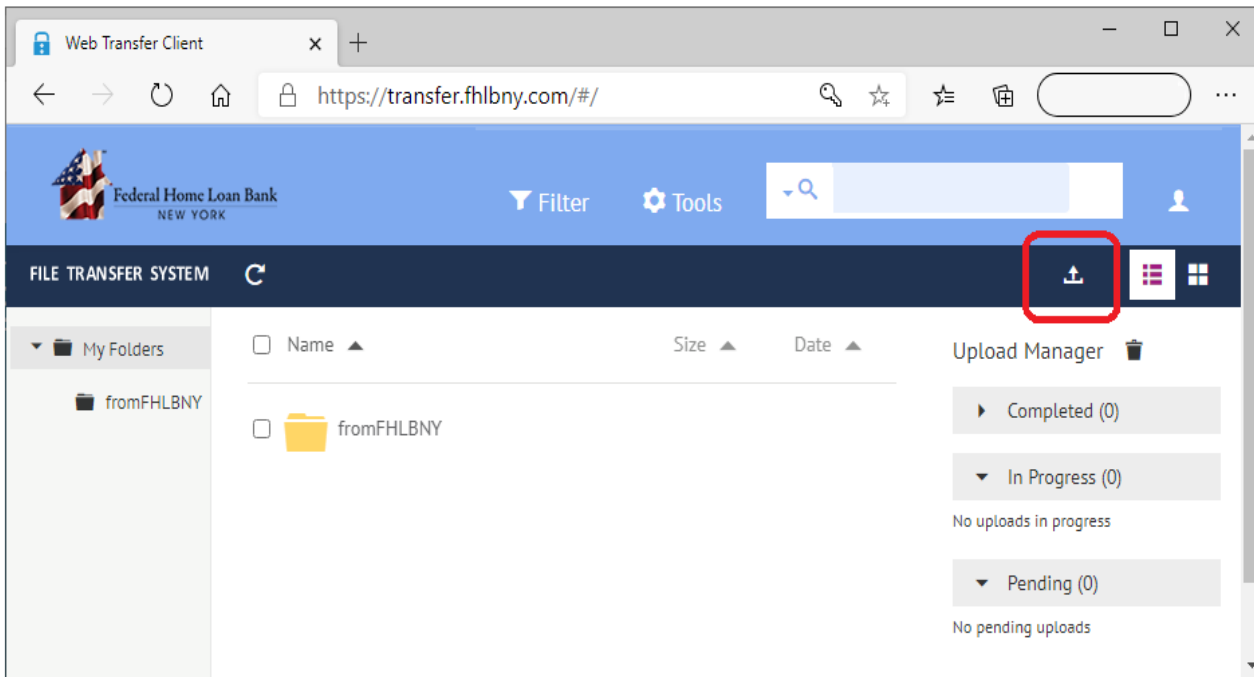 Web Transfer Client
https://transfer.fhlbny.com/#/
Federal Home Loan Bank
NEW YORK
Filter
Tools
FILE TRANSFER SYSTEM
My Folders
fromFHLBNY
Name
Size
Date
fromFHLBNY
Upload Manager
Completed (0)
In Progress (0)
No uploads in progress
Pending (0)
No pending uploads